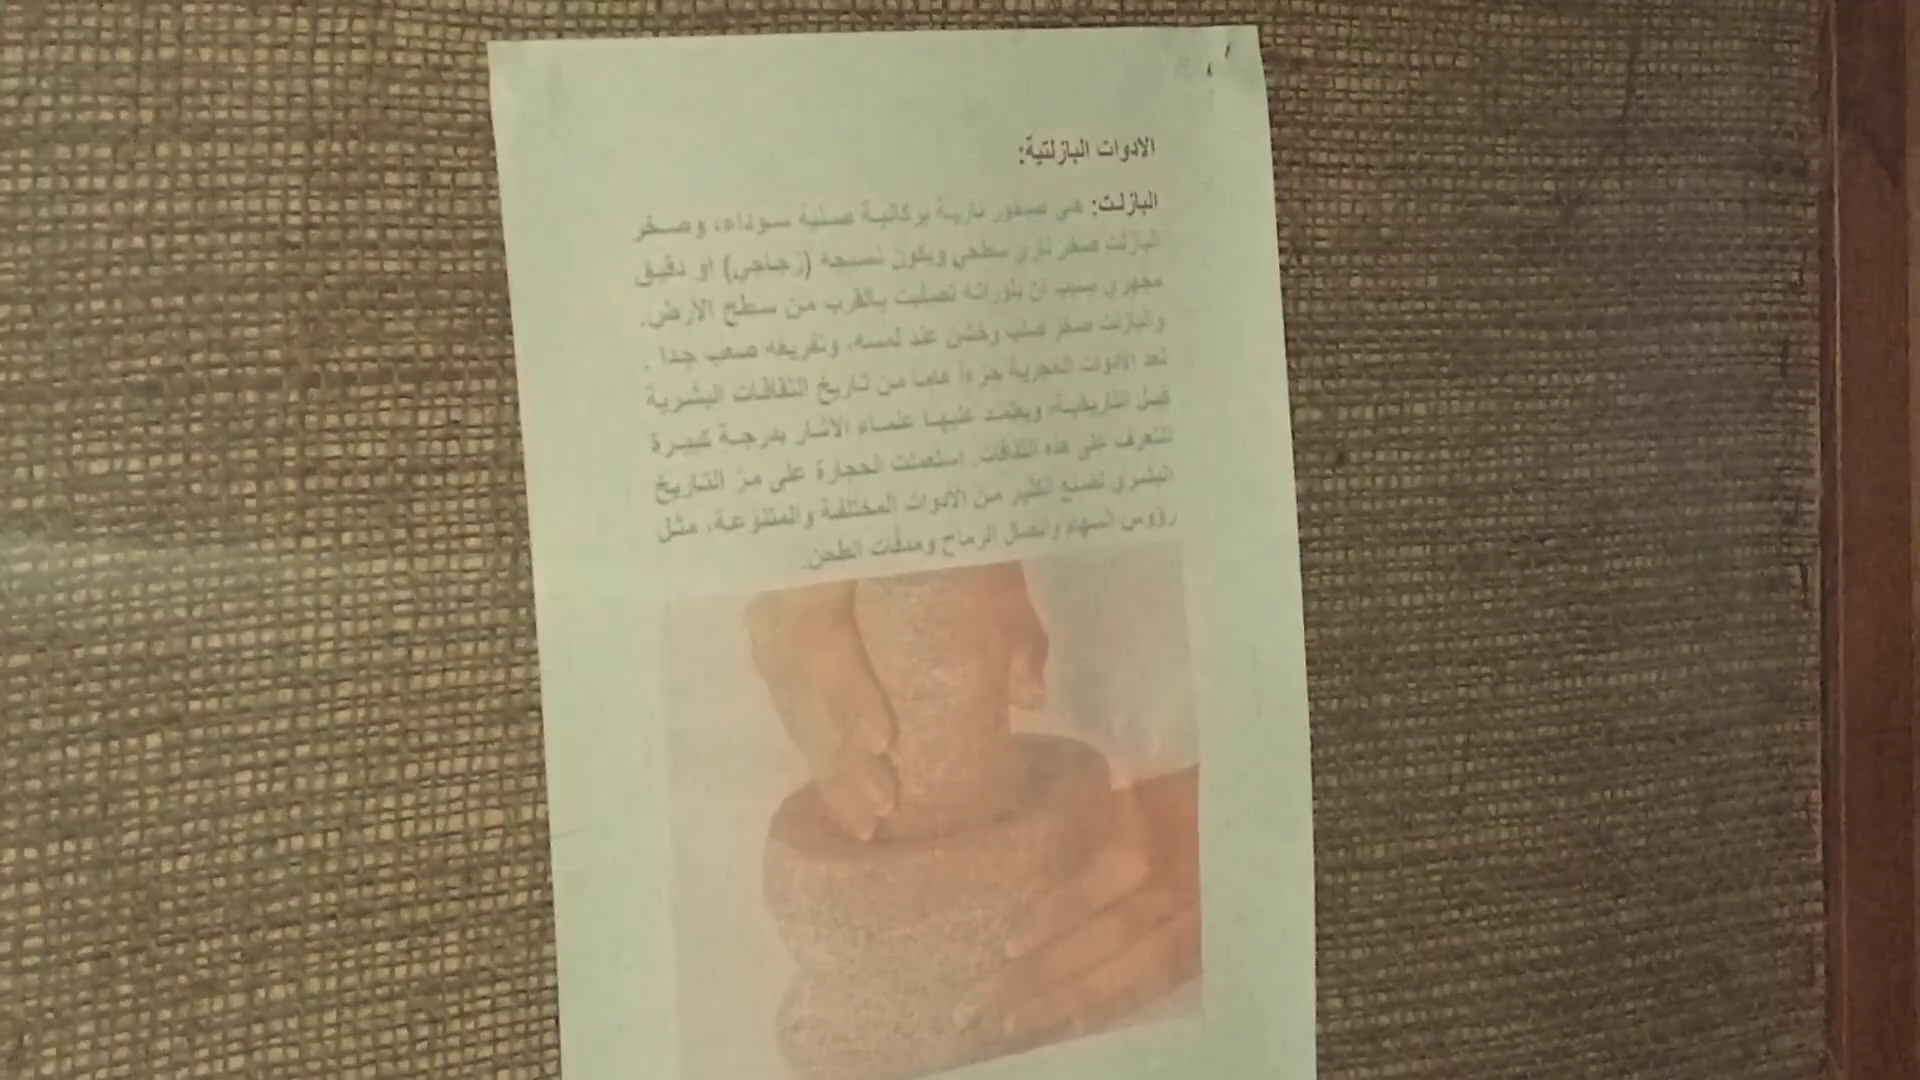 الادوات البازلتية:
البازلت: هي صخور نارية بركانية صلبة سوداء، وصخر
البازلت صخر ناري سطحي ويكون نسيجه (زجاجي) او دقيق
مجهري بسبب ان بلوراته تصلبت بالقرب من سطح الارض.
والبازلت صخر صلب وخشن عند لمسه، وتفريغه صعب جدا .
تعد الادوات الحجرية جزءاً هاماً من تاريخ الثقافات البشرية
قبل التاريخية، ويعتمد عليها علماء الاثار بدرجة كبيرة
للتعرف على هذه الثقافات. استعملت الحجارة على مرّ التاريخ
البشري لصنع الكثير من الادوات المختلفة والمتنوعة، مثل
رؤوس السهام وانصال الرماح ومدقات الطحن.